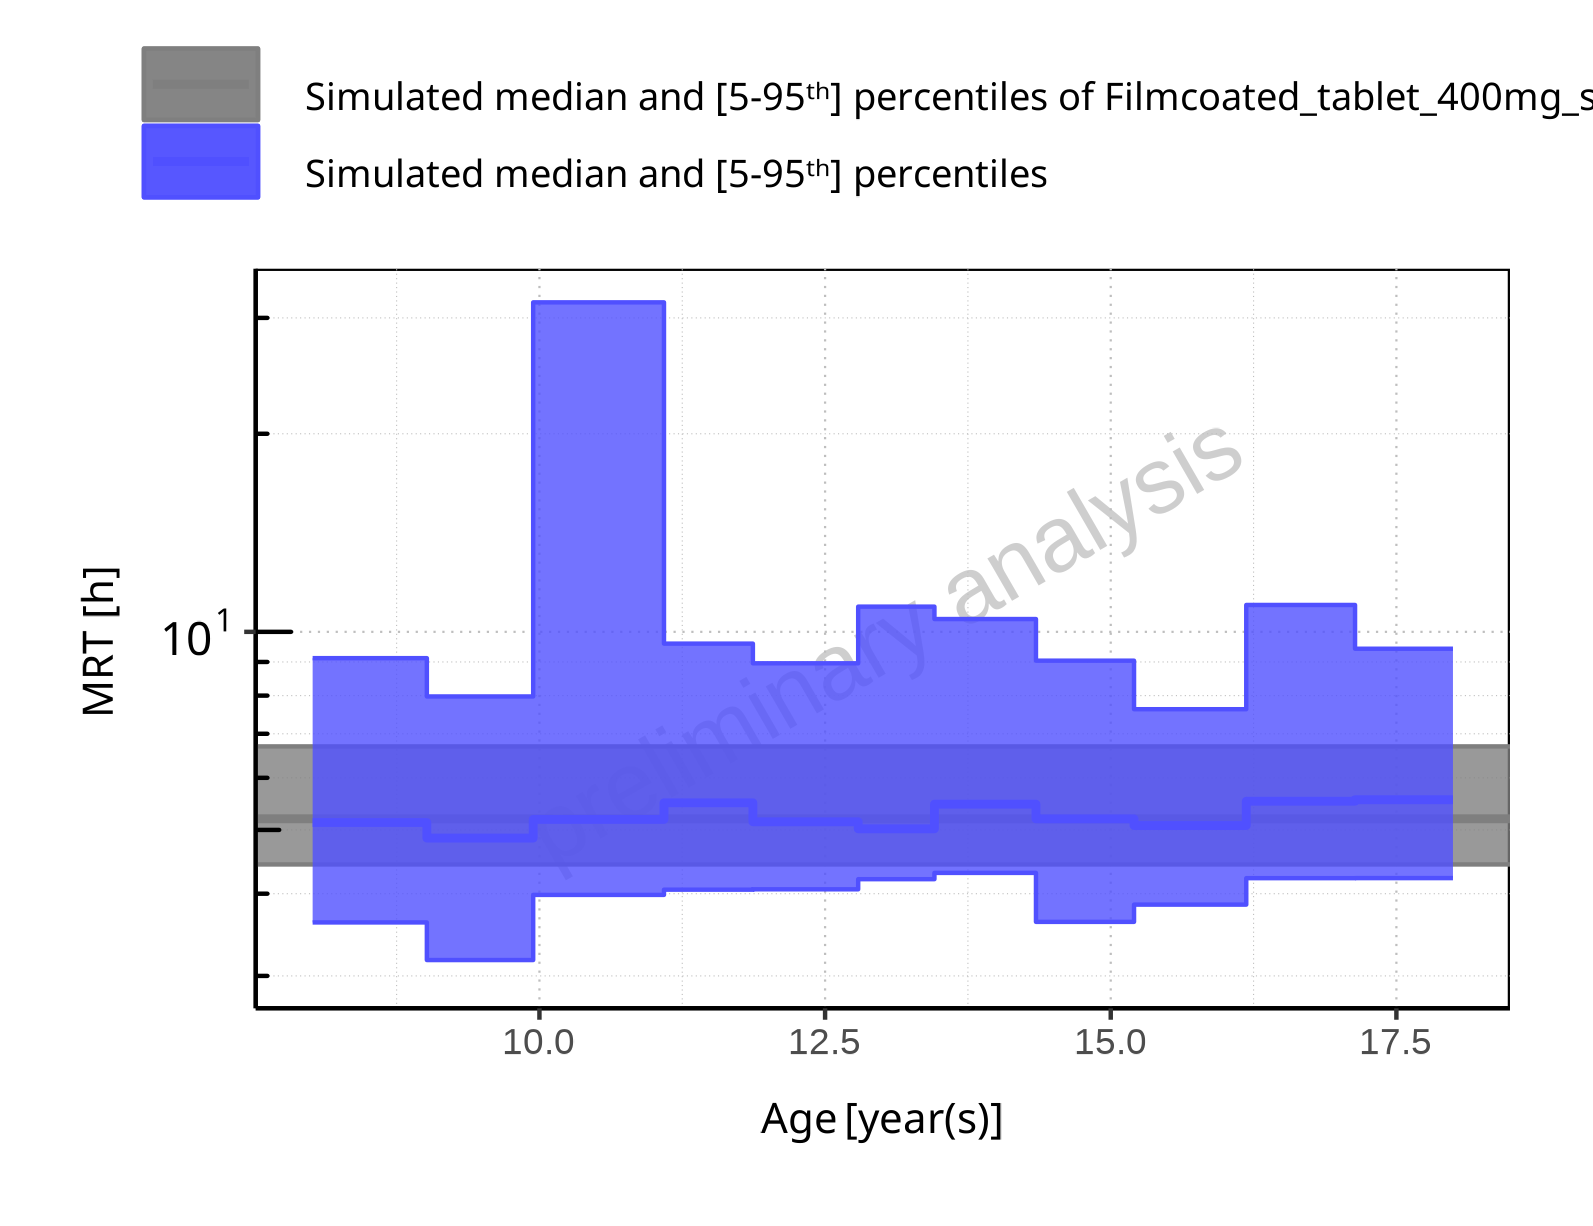 Simulated median and [5-95ᵗʰ] percentiles of Filmcoated_tablet_400mg_s
Simulated median and [5-95ᵗʰ] percentiles
MRT [h]
10¹
preliminary analysis
10.0 12.5 15.0 17.5
Age [year(s)]